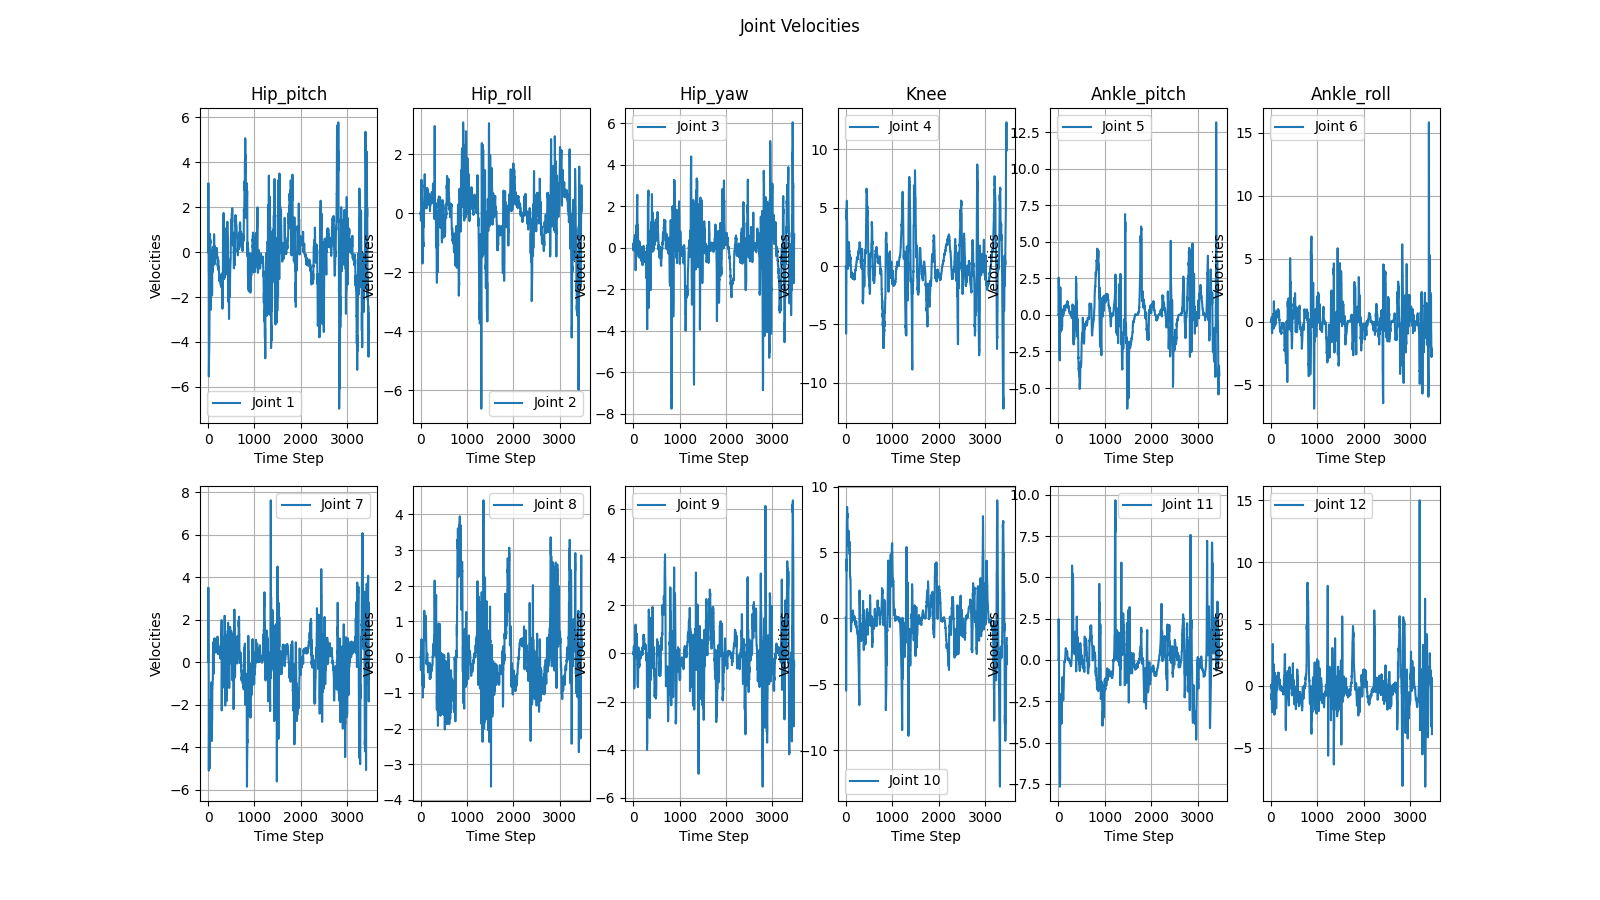 Joint Velocities
Hip_pitch
Hip_roll
Hip_yaw
Knee
Ankle_pitch
Ankle_roll
6
4
2
0
−2
−4
−6
Velocities
Joint 1
0 1000 2000 3000
Time Step
2
0
−2
−4
−6
Velocities
Joint 2
0 1000 2000 3000
Time Step
6
4
2
0
−2
−4
−6
−8
Velocities
Joint 3
0 1000 2000 3000
Time Step
10
5
0
−5
−10
Velocities
Joint 4
0 1000 2000 3000
Time Step
12.5
10.0
7.5
5.0
2.5
0.0
−2.5
−5.0
Velocities
Joint 5
0 1000 2000 3000
Time Step
15
10
5
0
−5
Velocities
Joint 6
0 1000 2000 3000
Time Step
8
6
4
2
0
−2
−4
−6
Velocities
Joint 7
0 1000 2000 3000
Time Step
4
3
2
1
0
−1
−2
−3
−4
Velocities
Joint 8
0 1000 2000 3000
Time Step
6
4
2
0
−2
−4
−6
Velocities
Joint 9
0 1000 2000 3000
Time Step
10
5
0
−5
−10
Velocities
Joint 10
0 1000 2000 3000
Time Step
10.0
7.5
5.0
2.5
0.0
−2.5
−5.0
−7.5
Velocities
Joint 11
0 1000 2000 3000
Time Step
15
10
5
0
−5
Velocities
Joint 12
0 1000 2000 3000
Time Step